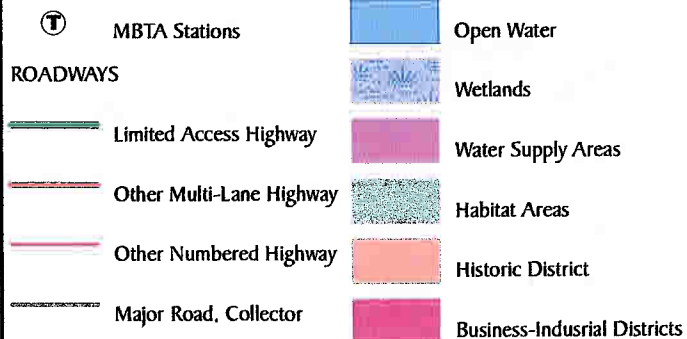 T MBTA Stations
ROADWAYS
Limited Access Highway
Other Multi-Lane Highway
Other Numbered Highway
Major Road, Collector
Open Water
Wetlands
Water Supply Areas
Habitat Areas
Historic District
Business-Indusrial Districts